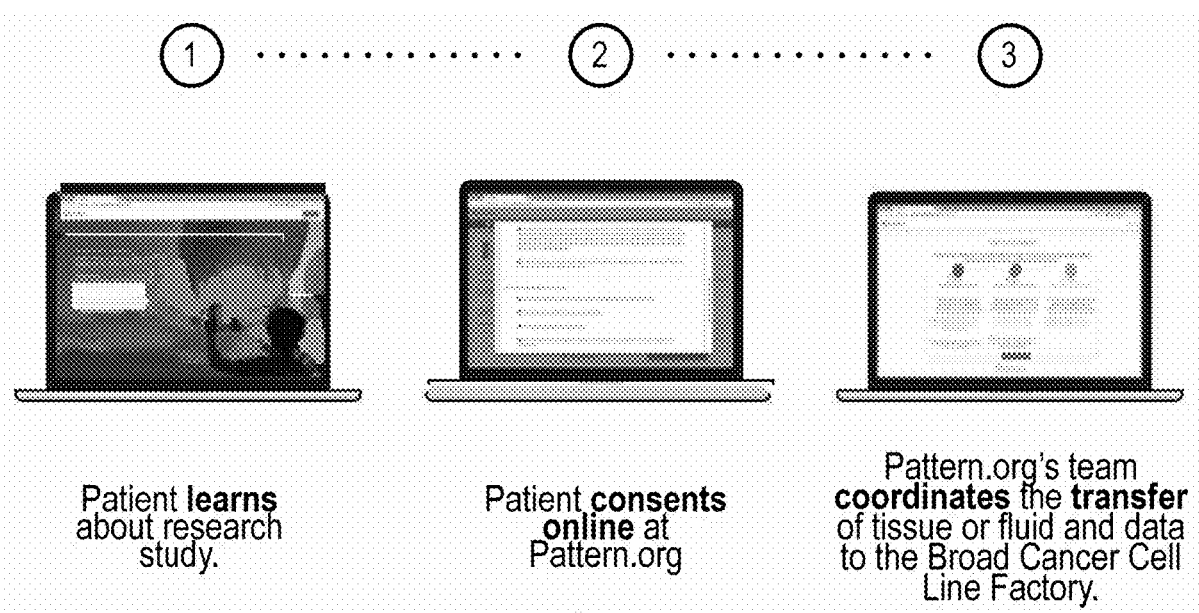 1
2
3
Patient learns
about research
study.
Patient consents
online at
Pattern.org
Pattern.org's team
coordinates the transfer
of tissue or fluid and data
to the Broad Cancer Cell
Line Factory.